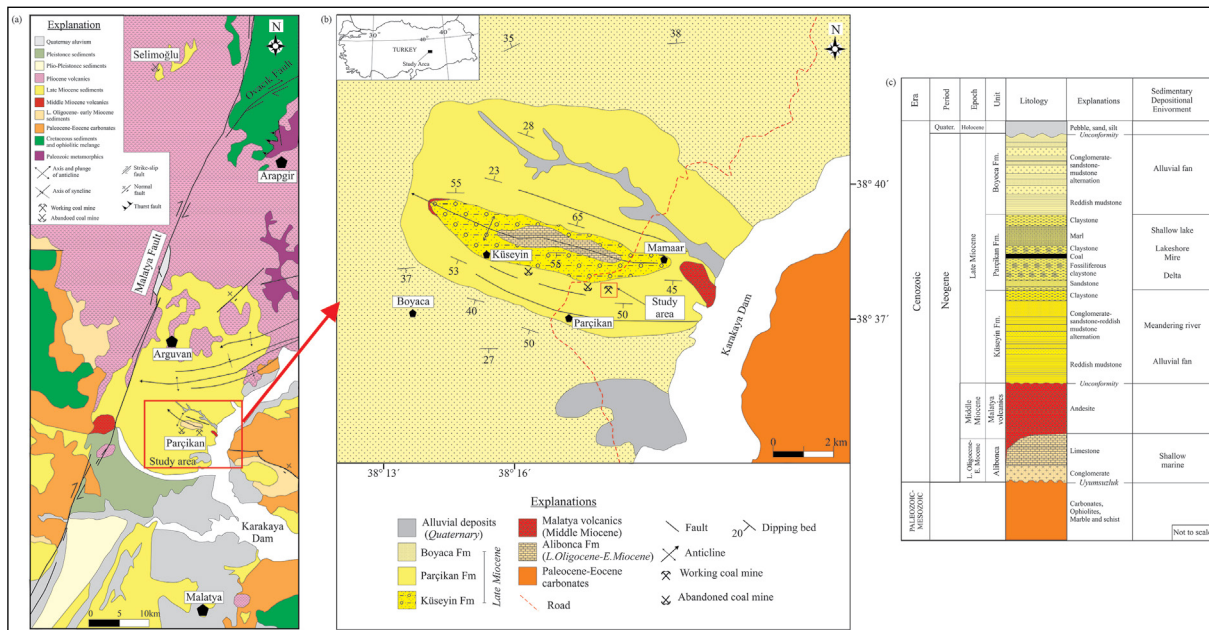 (a)
Explanation
Quaternary aluvium
Pleistocene sediments
Plio-Pleistocene sediments
Pliocene volcanics
Late Miocene sediments
Middle Miocene volcanics
L. Oligocene- early Miocene
sediments
Paleocene-Eocene carbonates
Cretaceous sediments
and ophiolitic melange
Paleozoic metamorphics
Axis and plunge
of anticline
Axis of syncline
Working coal mine
Abandoned coal mine
Strike-slip
fault
Normal
fault
Thurst fault
N
Selimoğlu
Ovacık Fault
Arapgir
Malatya Fault
Arguvan
Parçikan
Study area
Karakaya
Dam
Malatya
0 5 10km
(b)
30°
40°
TURKEY
Study Area
40°
N
35
38
28
23
55
65
Küseyin
55
Mamaar
37
53
45
Boyaca
40
50
Study
area
Parçikan
50
27
Karakaya Dam
38° 40'
38° 37'
0 2 km
38° 13'
38° 16'
Explanations
Alluvial deposits
(Quaternary)
Boyaca Fm
Parçikan Fm
Küseyin Fm
Late Miocene
Malatya volcanics
(Middle Miocene)
Alibonca Fm
(L.Oligocene-E.Miocene)
Paleocene-Eocene
carbonates
Road
Fault
Anticline
Working coal mine
Abandoned coal mine
20
Dipping bed
(c)
Era
Period
Epoch
Unit
Litology
Explanations
Sedimentary
Depositional
Enivorment
Quater.
Holocene
Pebble, sand, silt
Unconformity
Cenozoic
Neogene
Late Miocene
Boyaca Fm.
Conglomerate-
sandstone-
mudstone
alternation
Reddish mudstone
Alluvial fan
Parçikan Fm.
Claystone
Marl
Claystone
Coal
Fossiliferous
claystone
Sandstone
Shallow lake
Lakeshore
Mire
Delta
Küseyin Fm.
Claystone
Conglomerate-
sandstone-reddish
mudstone
alternation
Reddish mudstone
Meandering river
Alluvial fan
Unconformity
Middle
Miocene
Malatya
volcanics
Andesite
L. Oligocene-
E. Miocene
Alibonca
Limestone
Conglomerate
Shallow
marine
Uyumsuzluk
PALEOZOIC-
MESOZOIC
Carbonates,
Ophiolites,
Marble and schist
Not to scale